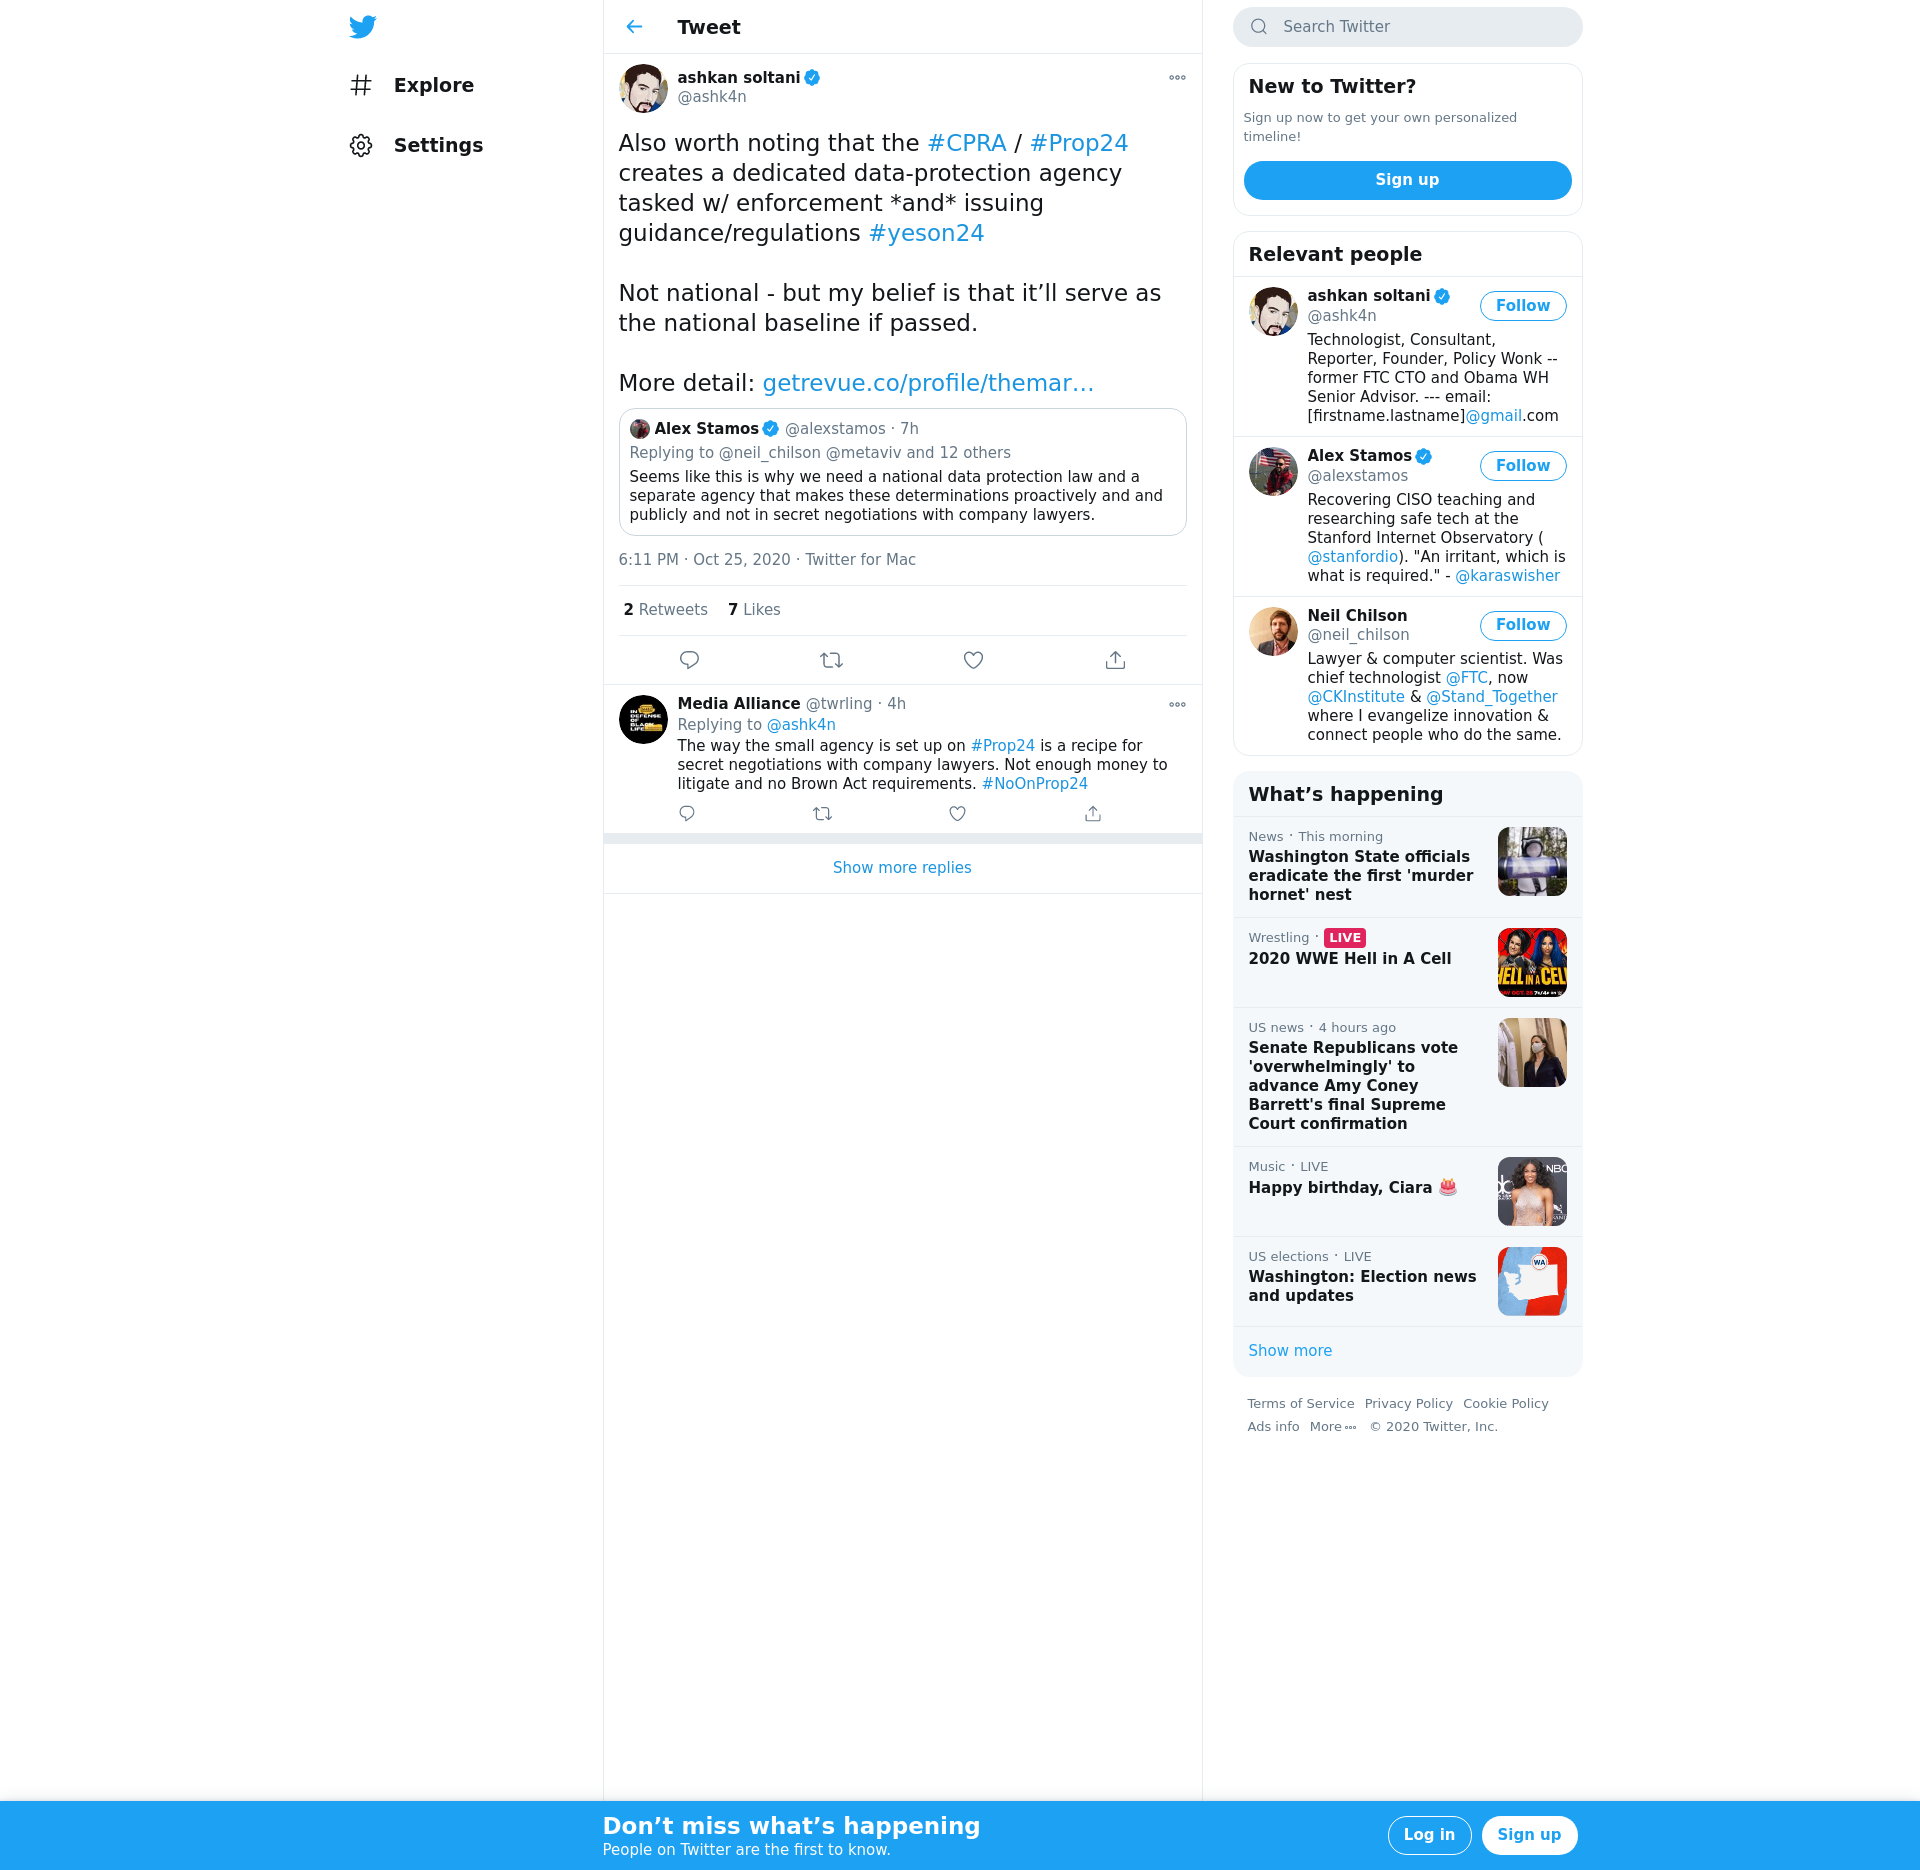 Explore
Settings
Tweet
ashkan soltani
@ashk4n
Also worth noting that the #CPRA / #Prop24
creates a dedicated data-protection agency
tasked w/ enforcement *and* issuing
guidance/regulations #yeson24
Not national - but my belief is that it’ll serve as
the national baseline if passed.
More detail: getrevue.co/profile/themar…
Alex Stamos @alexstamos · 7h
Replying to @neil_chilson @metaviv and 12 others
Seems like this is why we need a national data protection law and a
separate agency that makes these determinations proactively and and
publicly and not in secret negotiations with company lawyers.
6:11 PM · Oct 25, 2020 · Twitter for Mac
2 Retweets 7 Likes
Media Alliance @twrling · 4h
Replying to @ashk4n
The way the small agency is set up on #Prop24 is a recipe for
secret negotiations with company lawyers. Not enough money to
litigate and no Brown Act requirements. #NoOnProp24
Show more replies
Search Twitter
New to Twitter?
Sign up now to get your own personalized
timeline!
Sign up
Relevant people
ashkan soltani
Follow
@ashk4n
Technologist, Consultant,
Reporter, Founder, Policy Wonk --
former FTC CTO and Obama WH
Senior Advisor. --- email:
[firstname.lastname]@gmail.com
Alex Stamos
Follow
@alexstamos
Recovering CISO teaching and
researching safe tech at the
Stanford Internet Observatory (
@stanfordio). "An irritant, which is
what is required." - @karaswisher
Neil Chilson
Follow
@neil_chilson
Lawyer & computer scientist. Was
chief technologist @FTC, now
@CKInstitute & @Stand_Together
where I evangelize innovation &
connect people who do the same.
What’s happening
News · This morning
Washington State officials
eradicate the first 'murder
hornet' nest
Wrestling · LIVE
2020 WWE Hell in A Cell
HELL IN A CELL
US news · 4 hours ago
Senate Republicans vote
'overwhelmingly' to
advance Amy Coney
Barrett's final Supreme
Court confirmation
Music · LIVE
Happy birthday, Ciara 🎂
NBC
US elections · LIVE
Washington: Election news
and updates
WA
Show more
Terms of Service Privacy Policy Cookie Policy
Ads info More © 2020 Twitter, Inc.
Don’t miss what’s happening
People on Twitter are the first to know.
Log in
Sign up